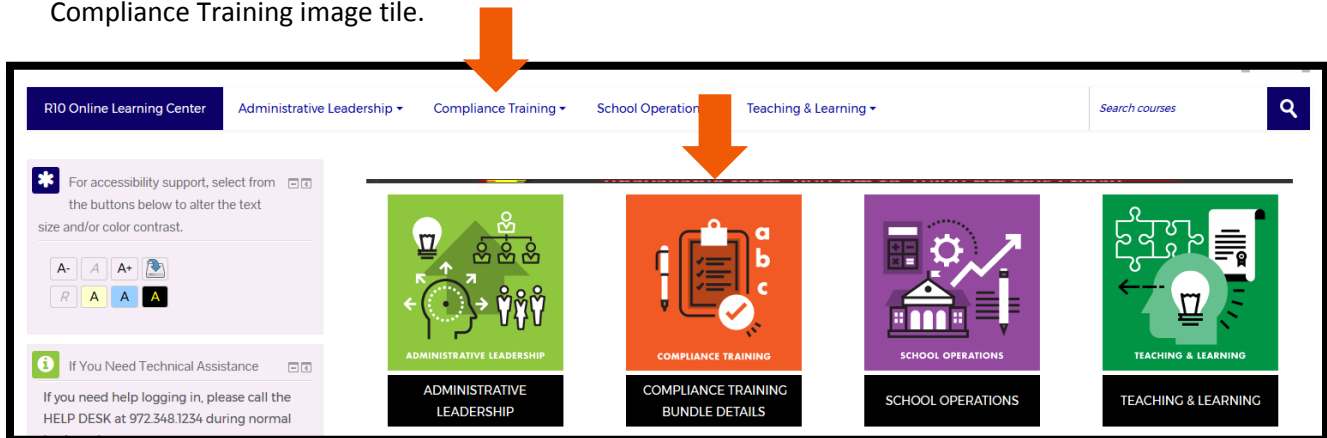 Compliance Training image tile.
R10 Online Learning Center
Administrative Leadership
Compliance Training
School Operation
Teaching & Learning
Search courses
For accessibility support, select from
the buttons below to alter the text
size and/or color contrast.
A- A A+
R A A A
If You Need Technical Assistance
If you need help logging in, please call the
HELP DESK at 972.348.1234 during normal
a
b
c
ADMINISTRATIVE LEADERSHIP
COMPLIANCE TRAINING
SCHOOL OPERATIONS
TEACHING & LEARNING
ADMINISTRATIVE
LEADERSHIP
COMPLIANCE TRAINING
BUNDLE DETAILS
SCHOOL OPERATIONS
TEACHING & LEARNING